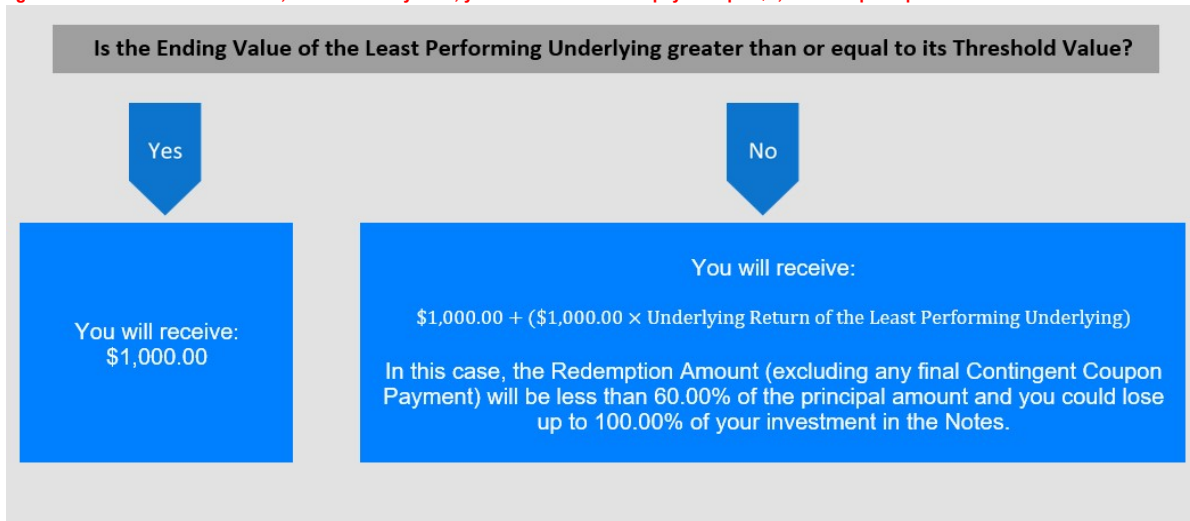 Is the Ending Value of the Least Performing Underlying greater than or equal to its Threshold Value?
Yes
No
You will receive:
$1,000.00
You will receive:
$1,000.00 + ($1,000.00 × Underlying Return of the Least Performing Underlying)
In this case, the Redemption Amount (excluding any final Contingent Coupon
Payment) will be less than 60.00% of the principal amount and you could lose
up to 100.00% of your investment in the Notes.